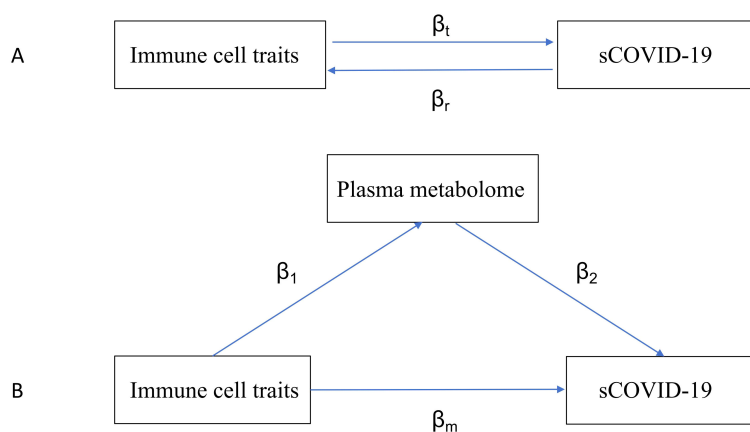 βt
A
Immune cell traits
sCOVID-19
βr
Plasma metabolome
β1
β2
B
Immune cell traits
sCOVID-19
βm